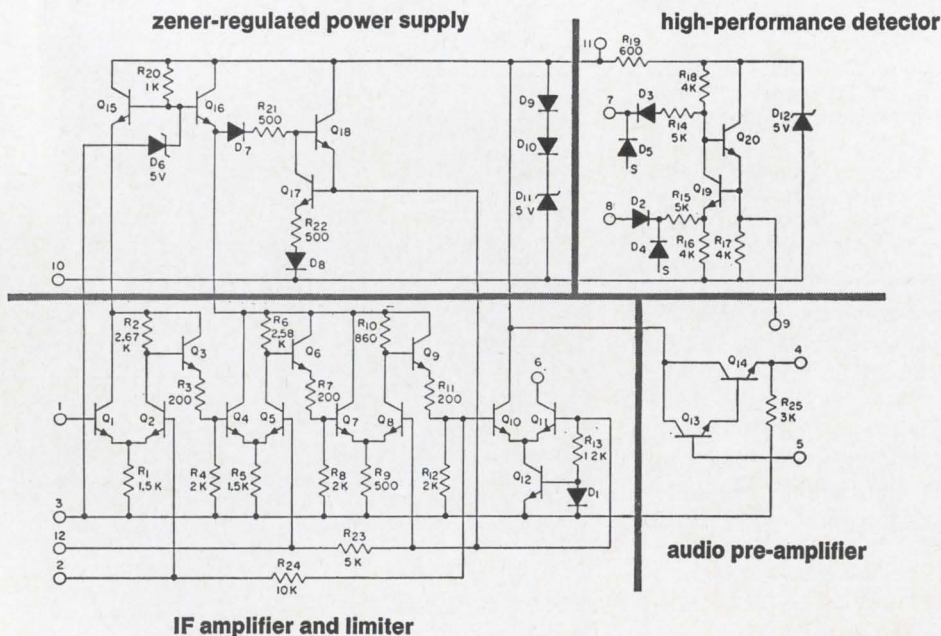 zener-regulated power supply
high-performance detector
R20
1K
Q15
Q16
D6
5V
D7
R21
500
Q18
Q17
R22
500
D8
10
D9
D10
D11
5V
11
R19
600
R18
4K
7
D3
R14
5K
D5
S
Q20
D12
5V
Q19
8
D2
R15
5K
D4
S
R16
4K
R17
4K
9
R2
2.67
K
Q3
R3
200
1
Q1
Q2
R1
1.5K
R4
2K
R6
2.58
K
Q6
R7
200
Q4
Q5
R5
1.5K
R8
2K
R10
860
Q9
R11
200
Q7
Q8
R9
500
R12
2K
6
Q10
Q11
R13
1.2K
Q12
D1
3
12
R23
5K
2
R24
10K
Q14
4
Q13
R25
3K
5
audio pre-amplifier
IF amplifier and limiter